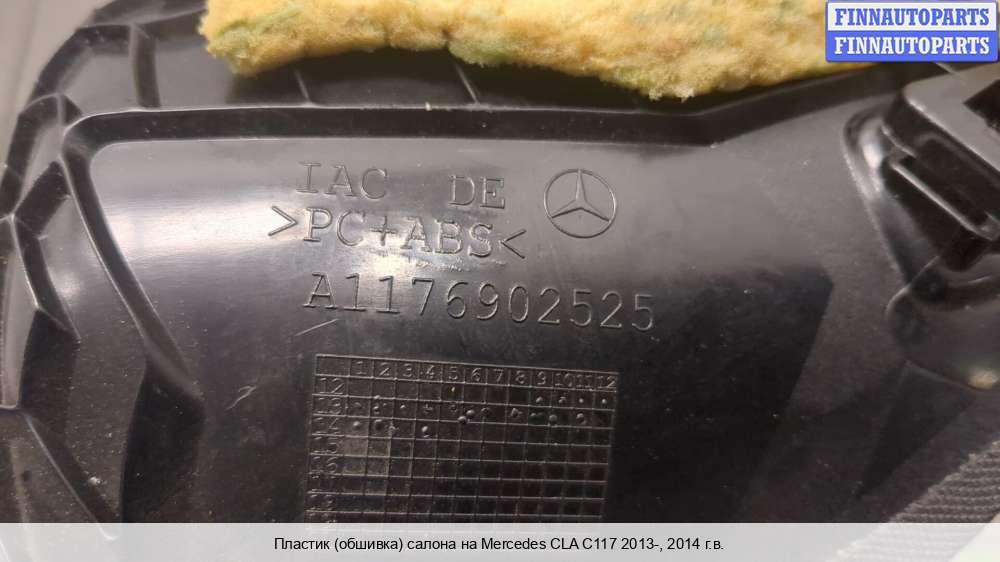 FINNAUTOPARTS
FINNAUTOPARTS
IAC DE
>PC+ABS<
A1176902525
1 2 3 4 5 6 7 8 9 10 11 12
12
13
14
15
16
Пластик (обшивка) салона на Mercedes CLA C117 2013-, 2014 г.в.